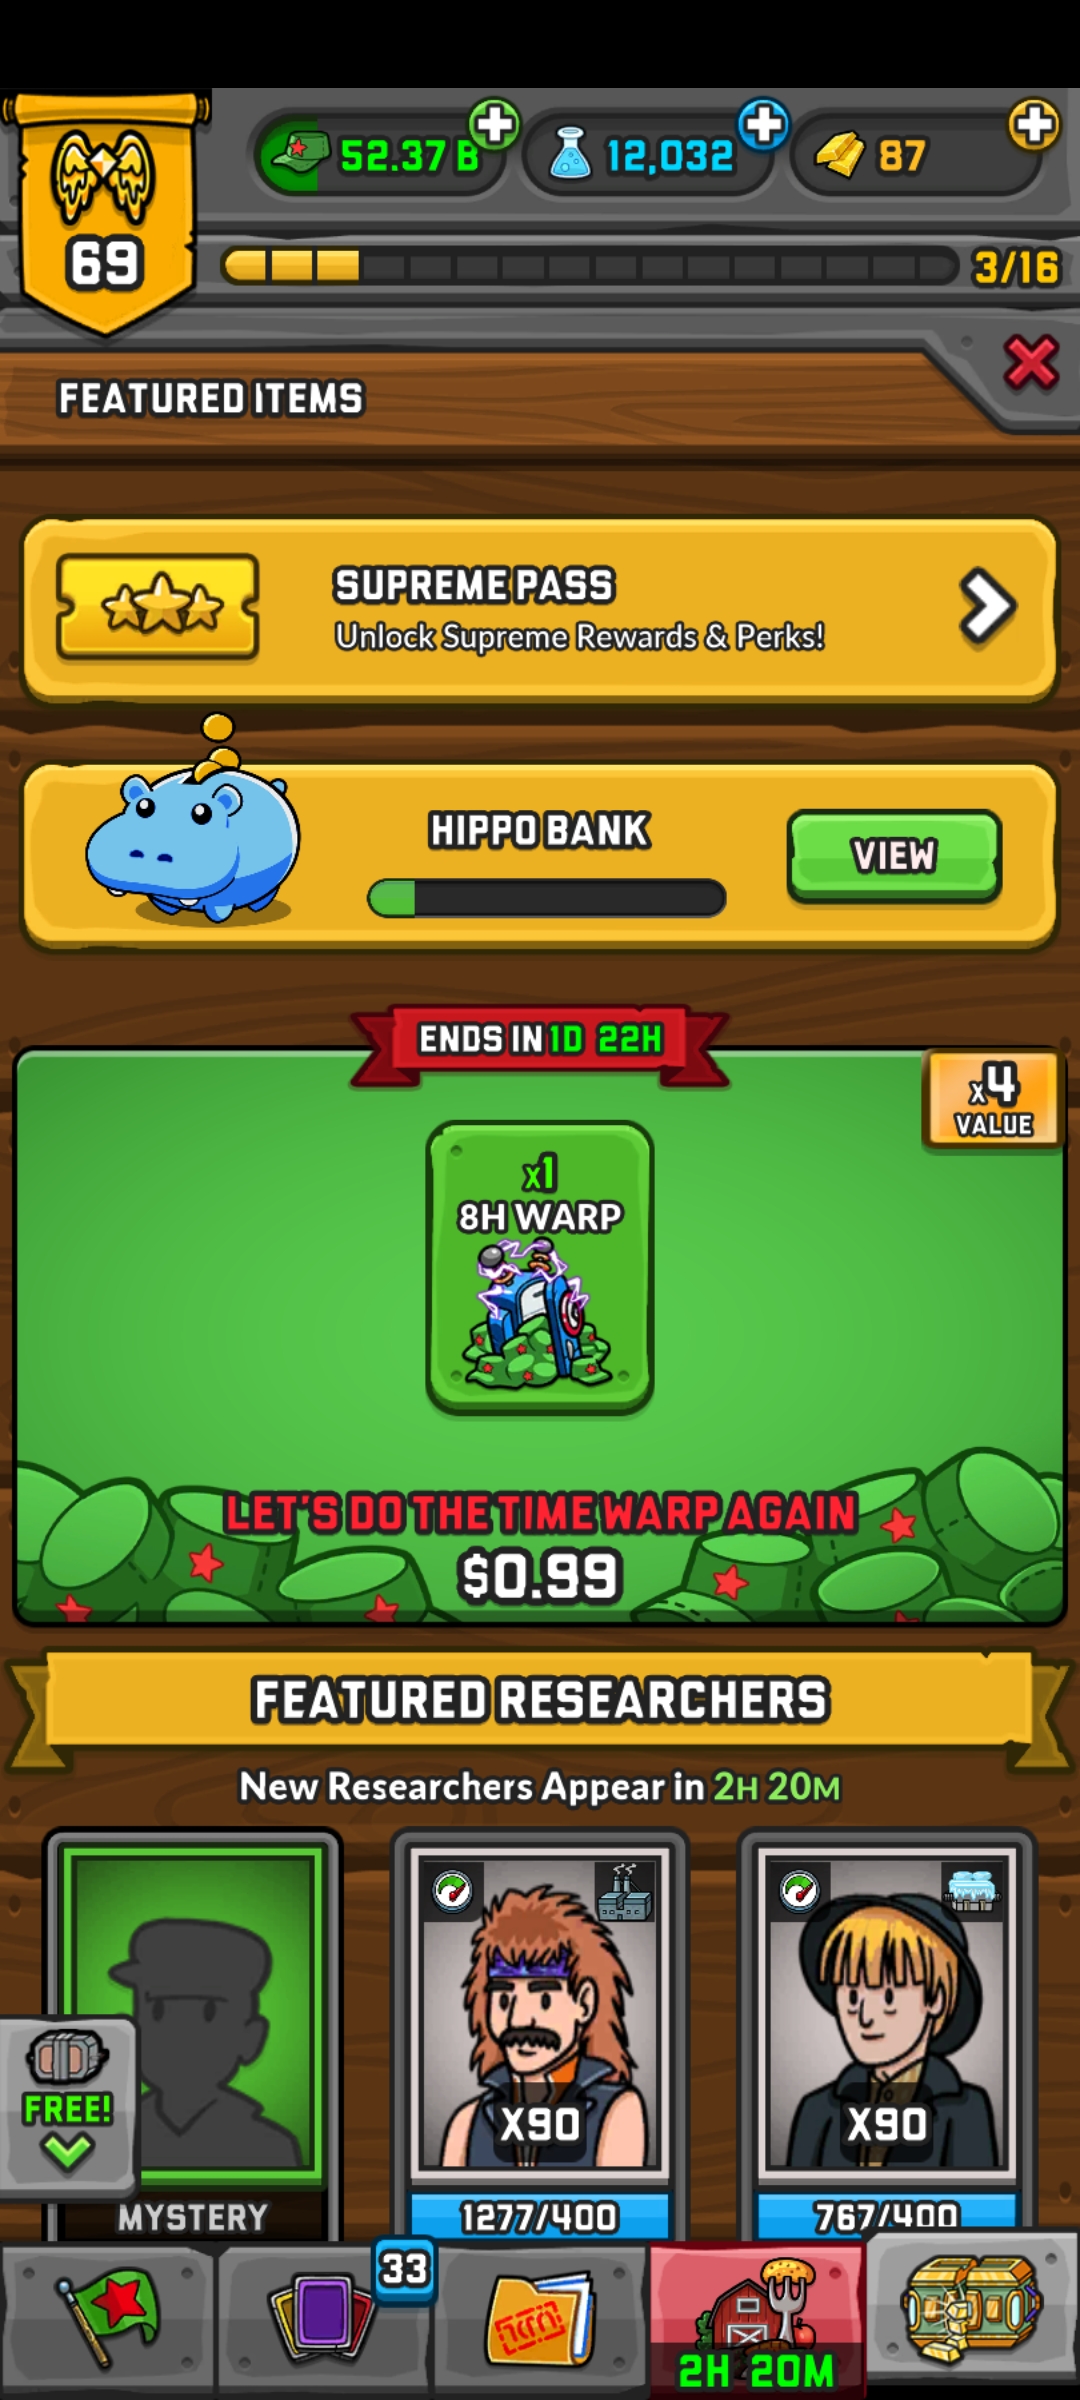 52.37 B
12,032
87
69
3/16
FEATURED ITEMS
SUPREME PASS
Unlock Supreme Rewards & Perks!
HIPPO BANK
VIEW
ENDS IN 1D 22H
x4
VALUE
x1
8H WARP
LET'S DO THE TIME WARP AGAIN
$0.99
FEATURED RESEARCHERS
New Researchers Appear in 2H 20M
X90
X90
FREE!
MYSTERY
1277/400
767/400
33
2H 20M